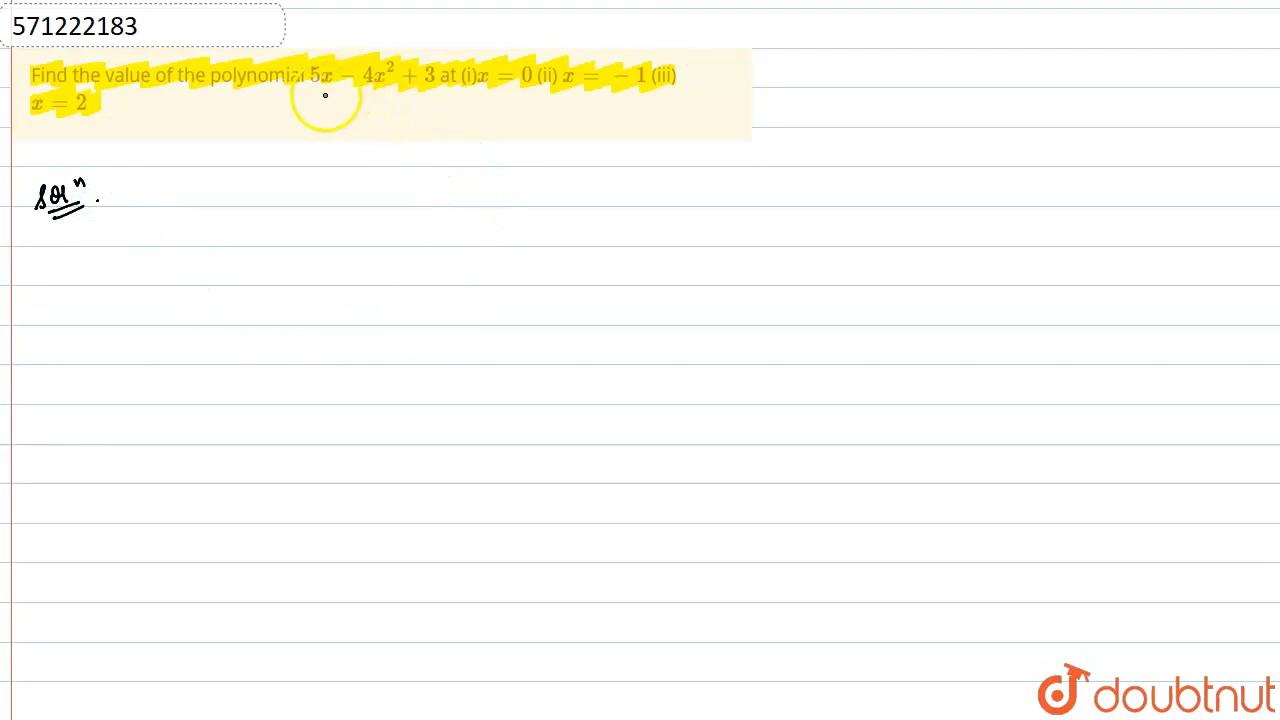 571222183
Find the value of the polynomial 5x − 4x² + 3 at (i)x = 0 (ii) x = − 1 (iii)
x = 2
Solⁿ.
doubtnut